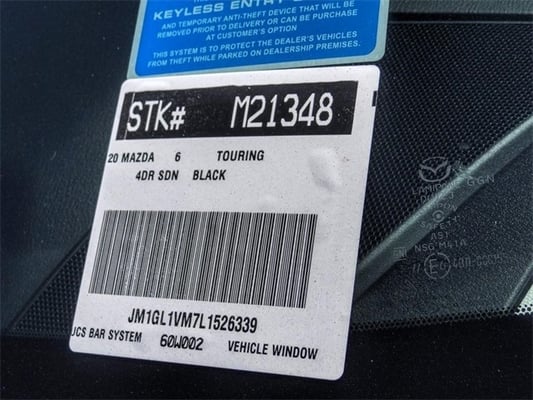 KEYLESS ENTRY
AND TEMPORARY ANTI-THEFT DEVICE THAT WILL BE
REMOVED PRIOR TO DELIVERY OR CAN BE PURCHASE
AT CUSTOMER'S OPTION
THIS SYSTEM IS TO PROTECT THE DEALER'S VEHICLES
FROM THEFT WHILE PARKED ON DEALERSHIP PREMISES.
STK# M21348
20 MAZDA 6 TOURING
4DR SDN BLACK
JM1GL1VM7L1526339
JCS BAR SYSTEM 60W002 VEHICLE WINDOW
NSG M41A